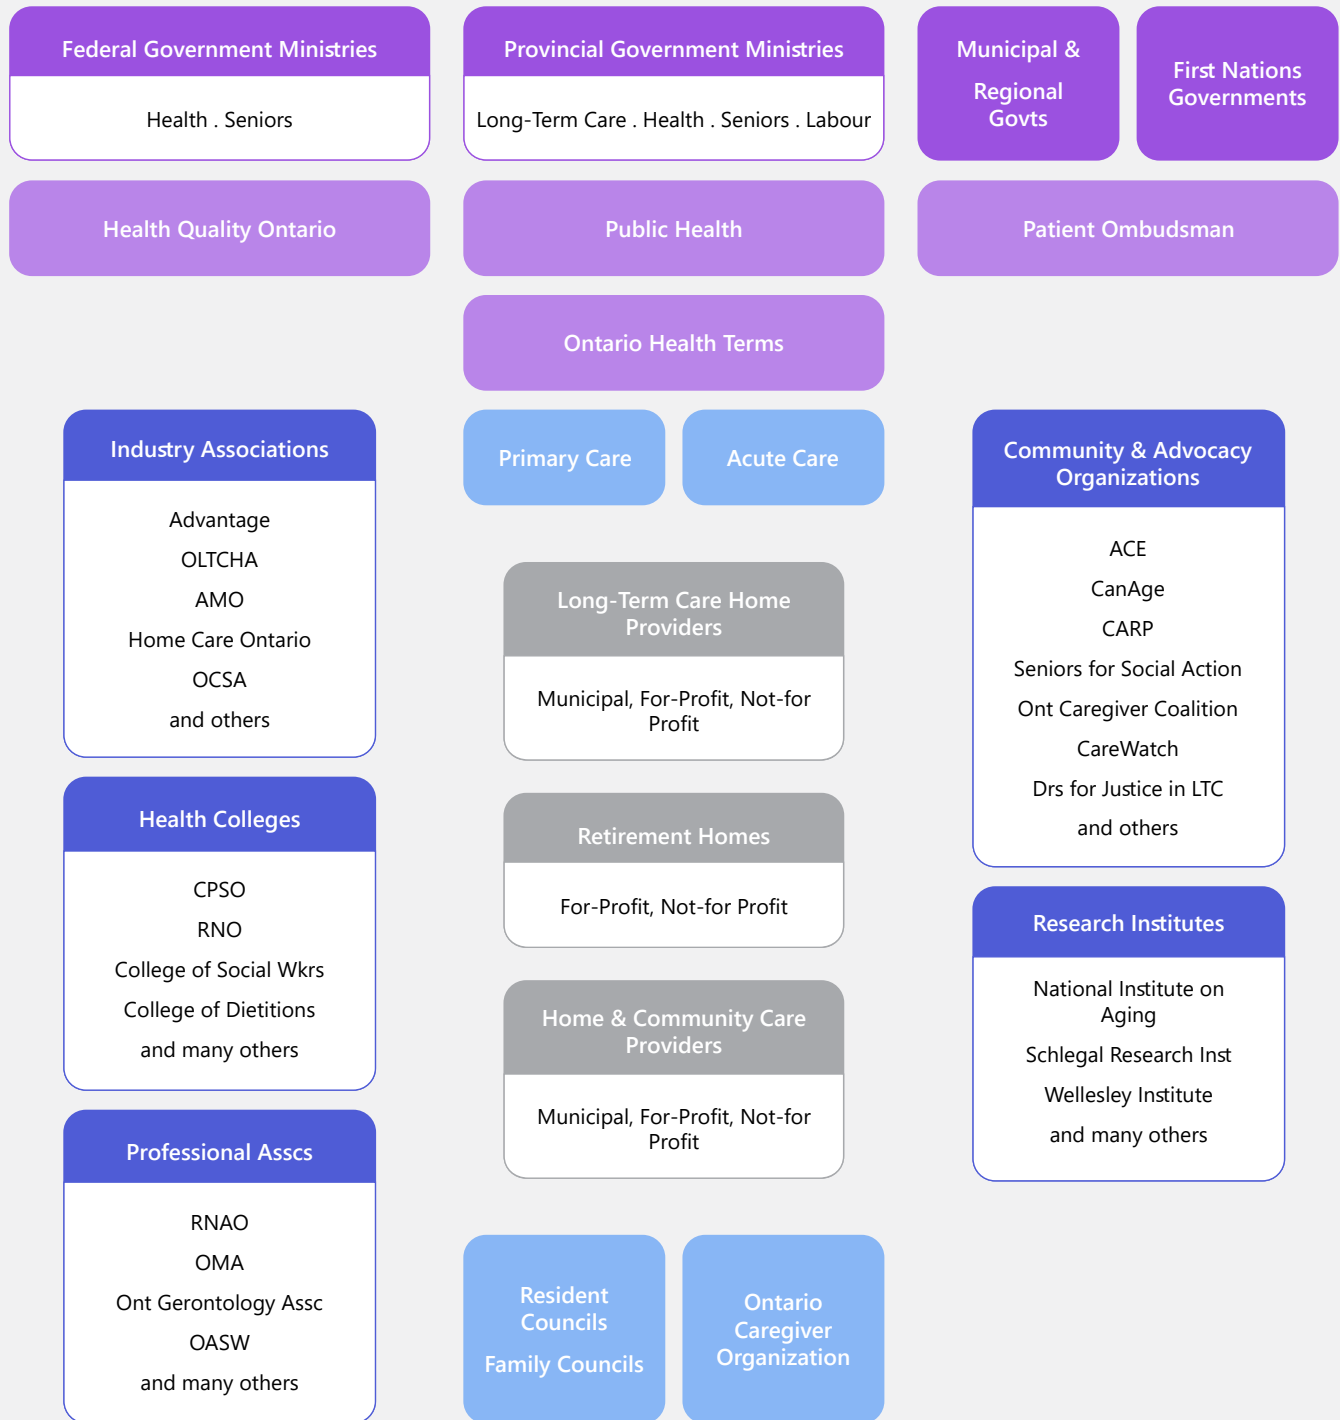 Federal Government Ministries
Health . Seniors
Provincial Government Ministries
Long-Term Care . Health . Seniors . Labour
Municipal &
Regional
Govts
First Nations
Governments
Health Quality Ontario
Public Health
Patient Ombudsman
Ontario Health Terms
Primary Care
Acute Care
Industry Associations
Advantage
OLTCHA
AMO
Home Care Ontario
OCSA
and others
Health Colleges
CPSO
RNO
College of Social Wkrs
College of Dietitions
and many others
Professional Asscs
RNAO
OMA
Ont Gerontology Assc
OASW
and many others
Long-Term Care Home
Providers
Municipal, For-Profit, Not-for
Profit
Retirement Homes
For-Profit, Not-for Profit
Home & Community Care
Providers
Municipal, For-Profit, Not-for
Profit
Resident
Councils
Family Councils
Ontario
Caregiver
Organization
Community & Advocacy
Organizations
ACE
CanAge
CARP
Seniors for Social Action
Ont Caregiver Coalition
CareWatch
Drs for Justice in LTC
and others
Research Institutes
National Institute on
Aging
Schlegal Research Inst
Wellesley Institute
and many others